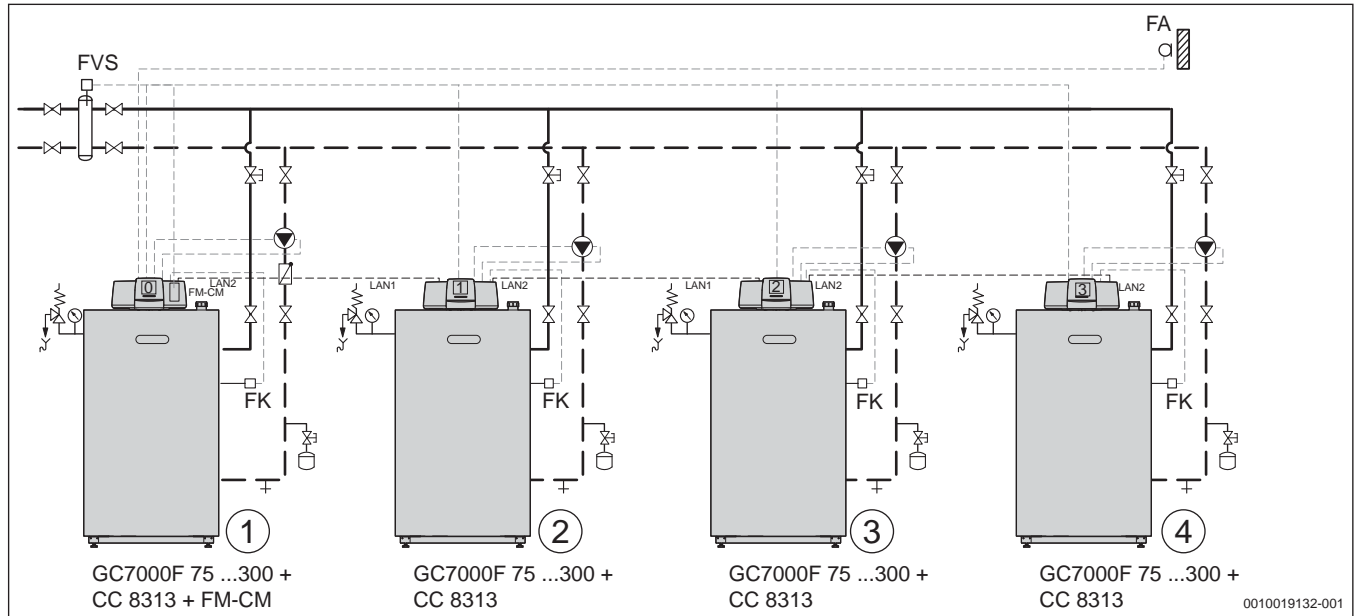 FA
FVS
0
LAN2
FM-CM
LAN1
1
LAN2
LAN1
2
LAN2
3
LAN2
FK
FK
FK
FK
1
2
3
4
GC7000F 75 ...300 +
CC 8313 + FM-CM
GC7000F 75 ...300 +
CC 8313
GC7000F 75 ...300 +
CC 8313
GC7000F 75 ...300 +
CC 8313
0010019132-001